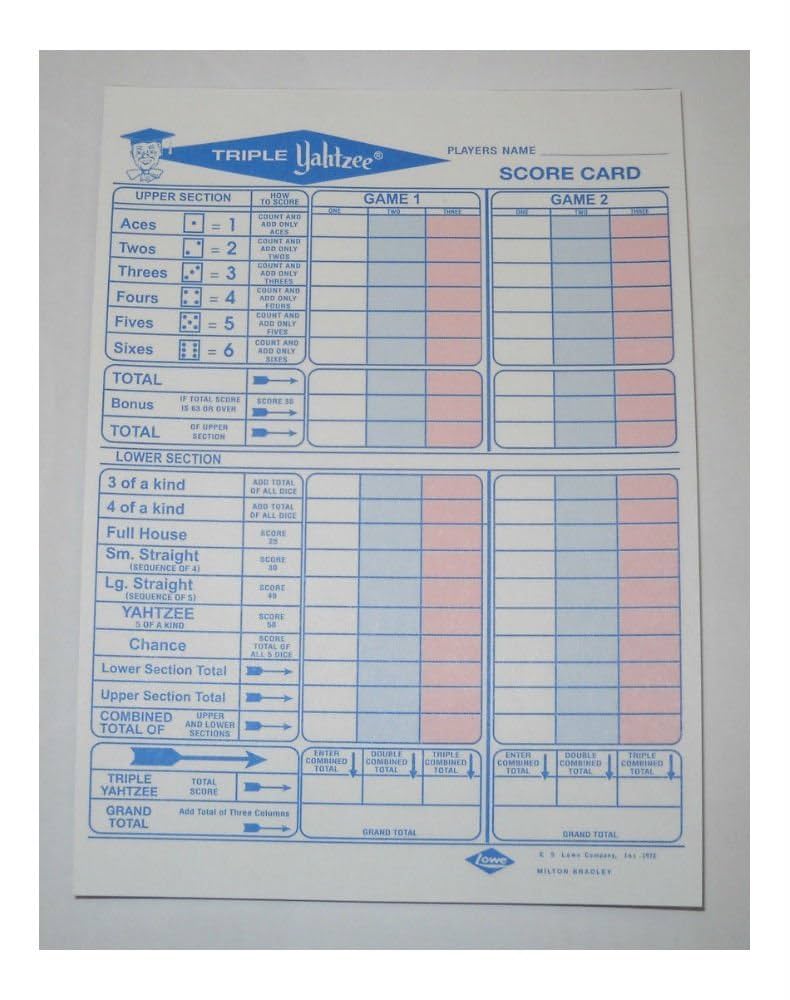 TRIPLE Yahtzee®
PLAYERS NAME
SCORE CARD
UPPER SECTION HOW TO SCORE GAME 1 GAME 2
ONE TWO THREE ONE TWO THREE
Aces = 1 COUNT AND ADD ONLY ACES
Twos = 2 COUNT AND ADD ONLY TWOS
Threes = 3 COUNT AND ADD ONLY THREES
Fours = 4 COUNT AND ADD ONLY FOURS
Fives = 5 COUNT AND ADD ONLY FIVES
Sixes = 6 COUNT AND ADD ONLY SIXES
TOTAL
Bonus IF TOTAL SCORE IS 63 OR OVER SCORE 35
TOTAL OF UPPER SECTION
LOWER SECTION
3 of a kind ADD TOTAL OF ALL DICE
4 of a kind ADD TOTAL OF ALL DICE
Full House SCORE 25
Sm. Straight (SEQUENCE OF 4) SCORE 30
Lg. Straight (SEQUENCE OF 5) SCORE 40
YAHTZEE 5 OF A KIND SCORE 50
Chance SCORE TOTAL OF ALL 5 DICE
Lower Section Total
Upper Section Total
COMBINED TOTAL OF UPPER AND LOWER SECTIONS
ENTER COMBINED TOTAL DOUBLE COMBINED TOTAL TRIPLE COMBINED TOTAL ENTER COMBINED TOTAL DOUBLE COMBINED TOTAL TRIPLE COMBINED TOTAL
TRIPLE YAHTZEE TOTAL SCORE
GRAND TOTAL Add Total of Three Columns
GRAND TOTAL GRAND TOTAL
Lowe
E. S. Lowe Company, Inc.
MILTON BRADLEY